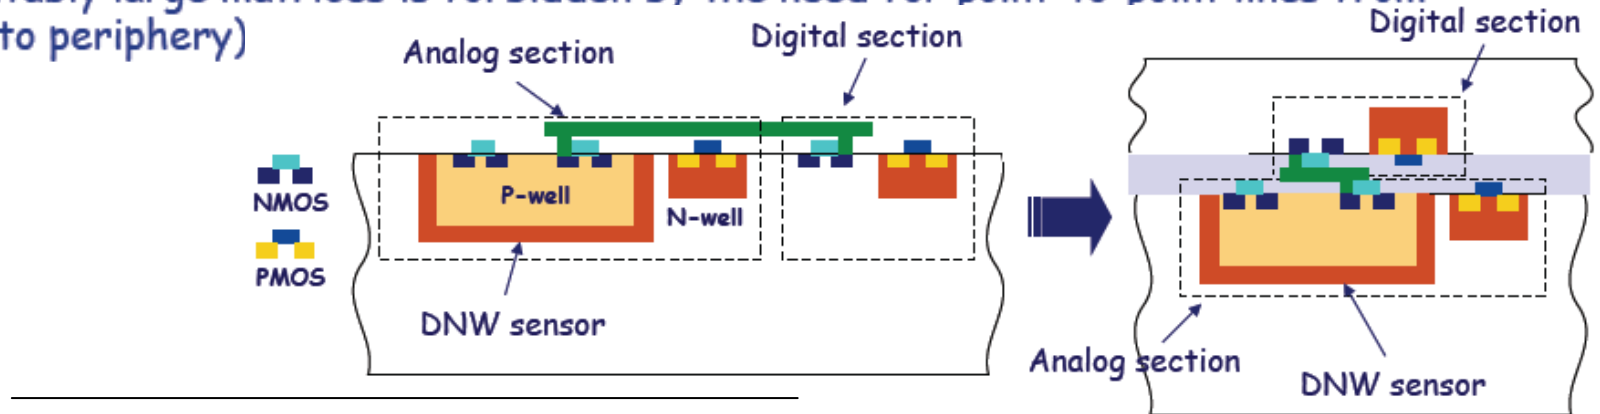 to periphery)
Analog section
Digital section
Digital section
NMOS
PMOS
P-well
N-well
DNW sensor
Analog section
DNW sensor